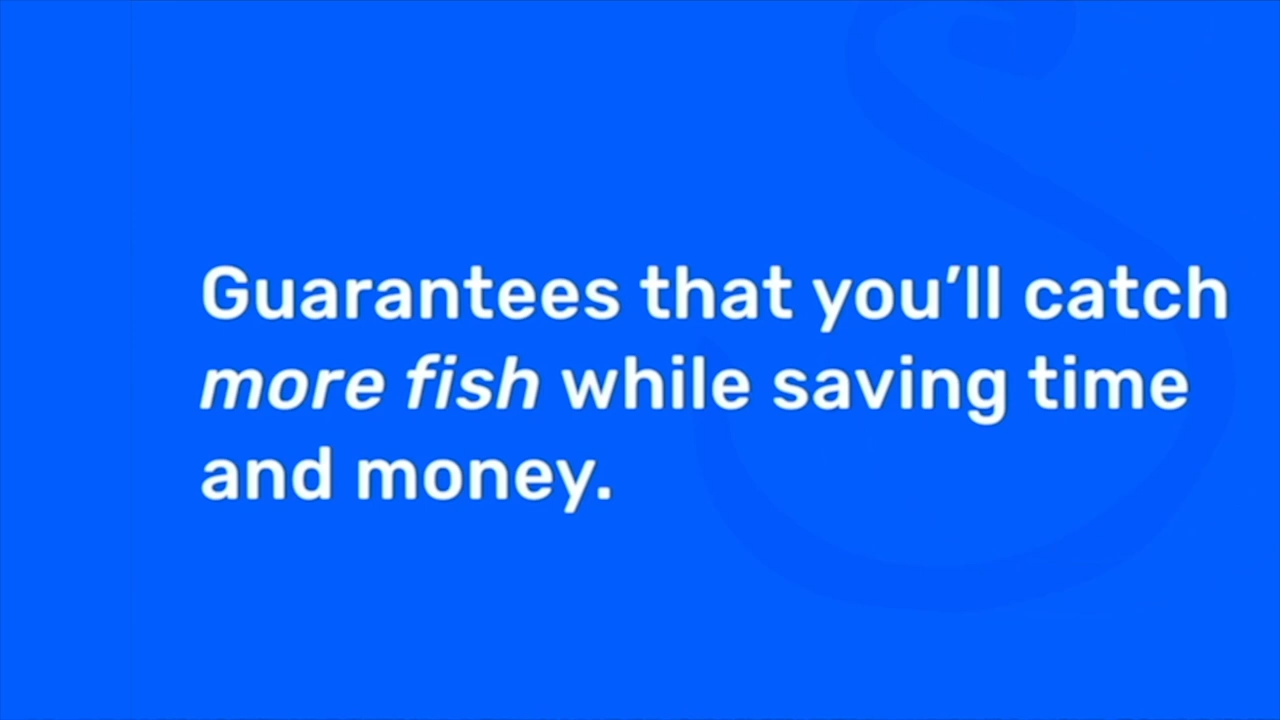 Guarantees that you’ll catch
more fish while saving time
and money.